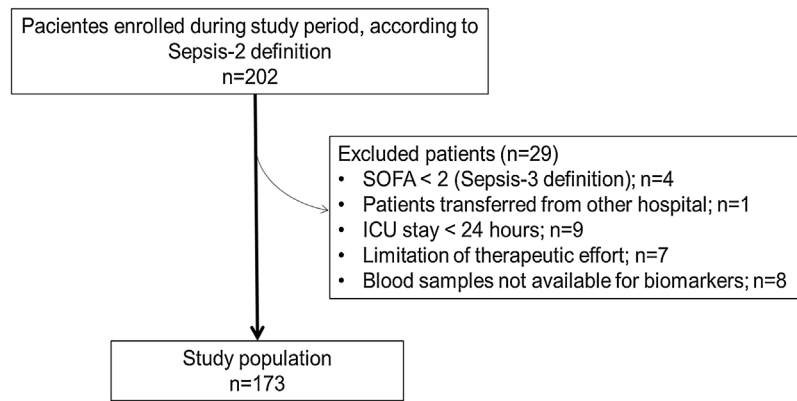 Pacientes enrolled during study period, according to
Sepsis-2 definition
n=202
Excluded patients (n=29)
• SOFA < 2 (Sepsis-3 definition); n=4
• Patients transferred from other hospital; n=1
• ICU stay < 24 hours; n=9
• Limitation of therapeutic effort; n=7
• Blood samples not available for biomarkers; n=8
Study population
n=173